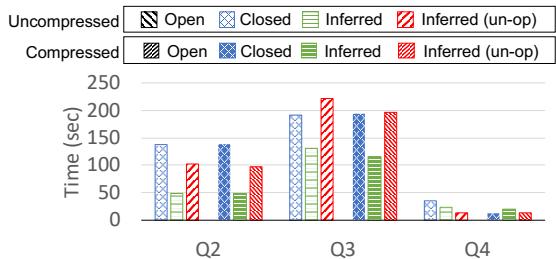 Uncompressed Open Closed Inferred Inferred (un-op)
Compressed Open Closed Inferred Inferred (un-op)
Time (sec)
250
200
150
100
50
0
Q2 Q3 Q4